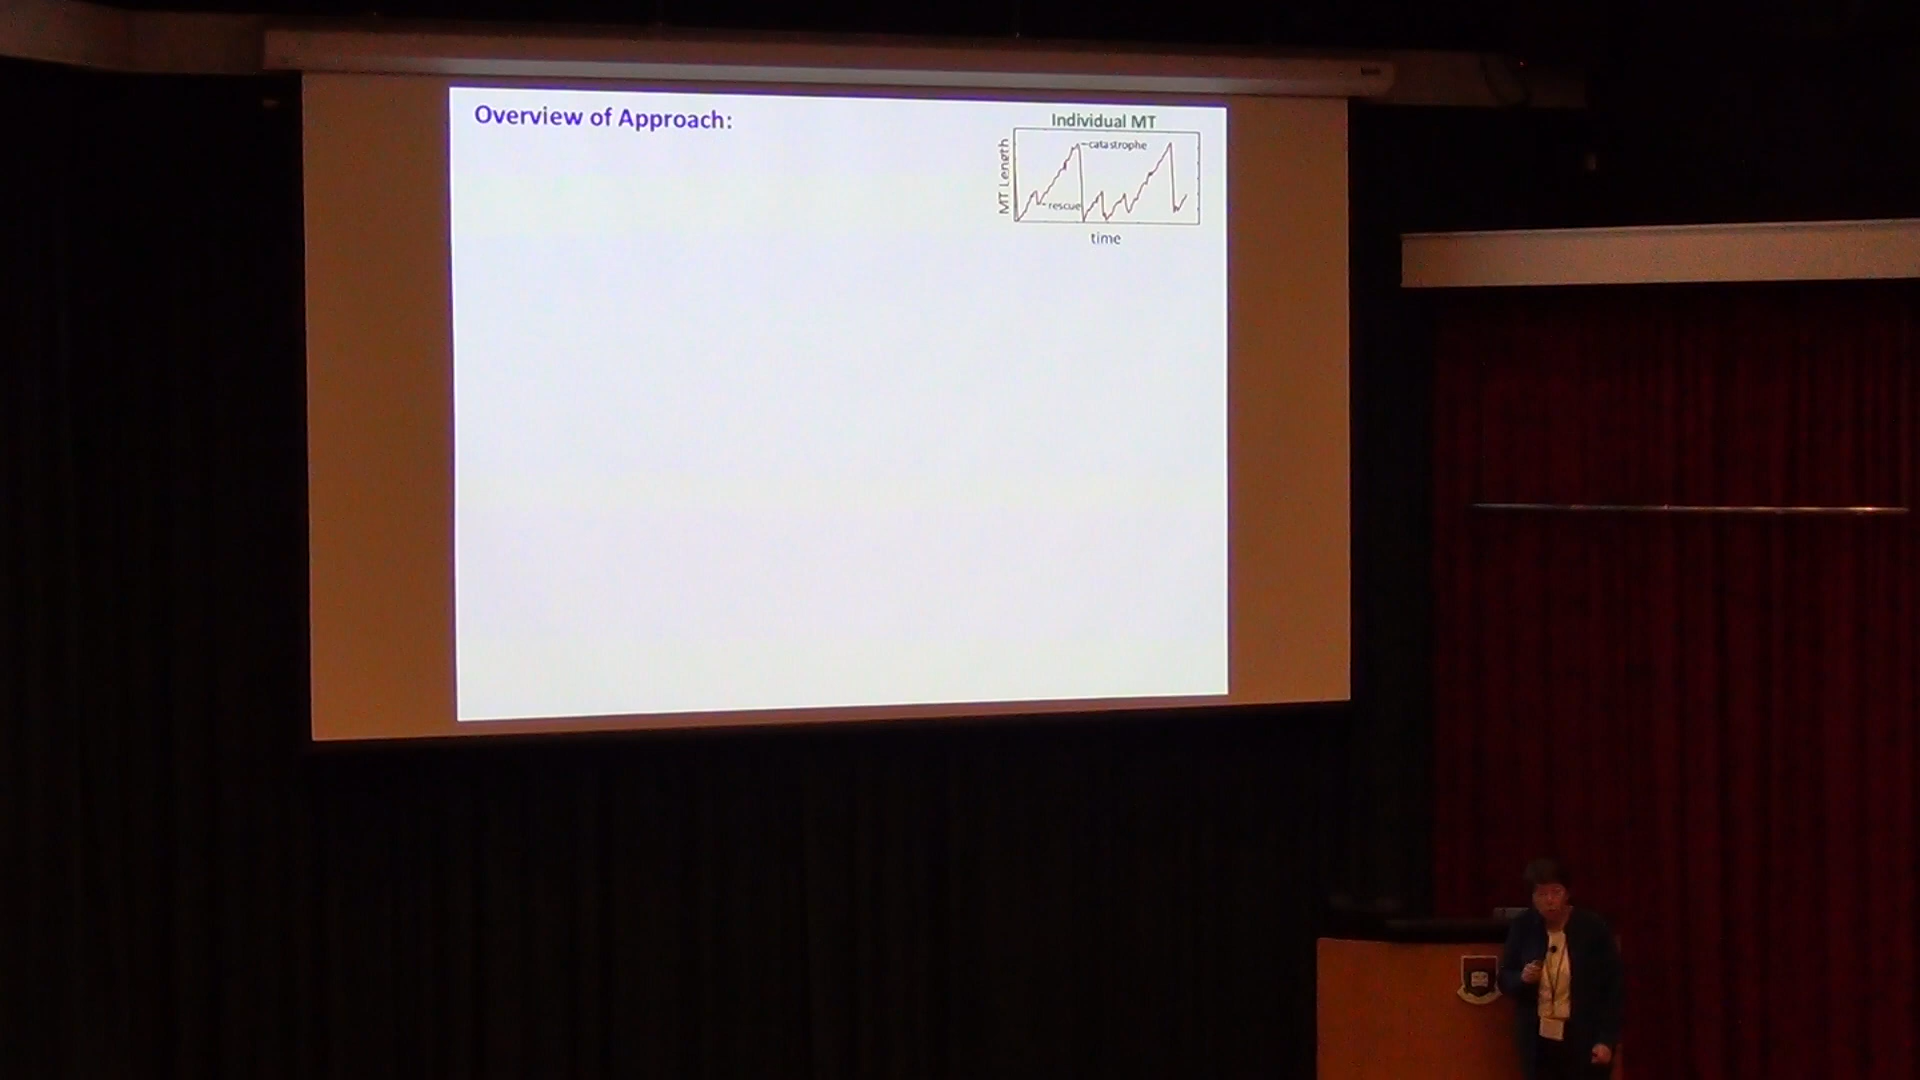 Overview of Approach:
Individual MT
MT Length
catastrophe
rescue
time